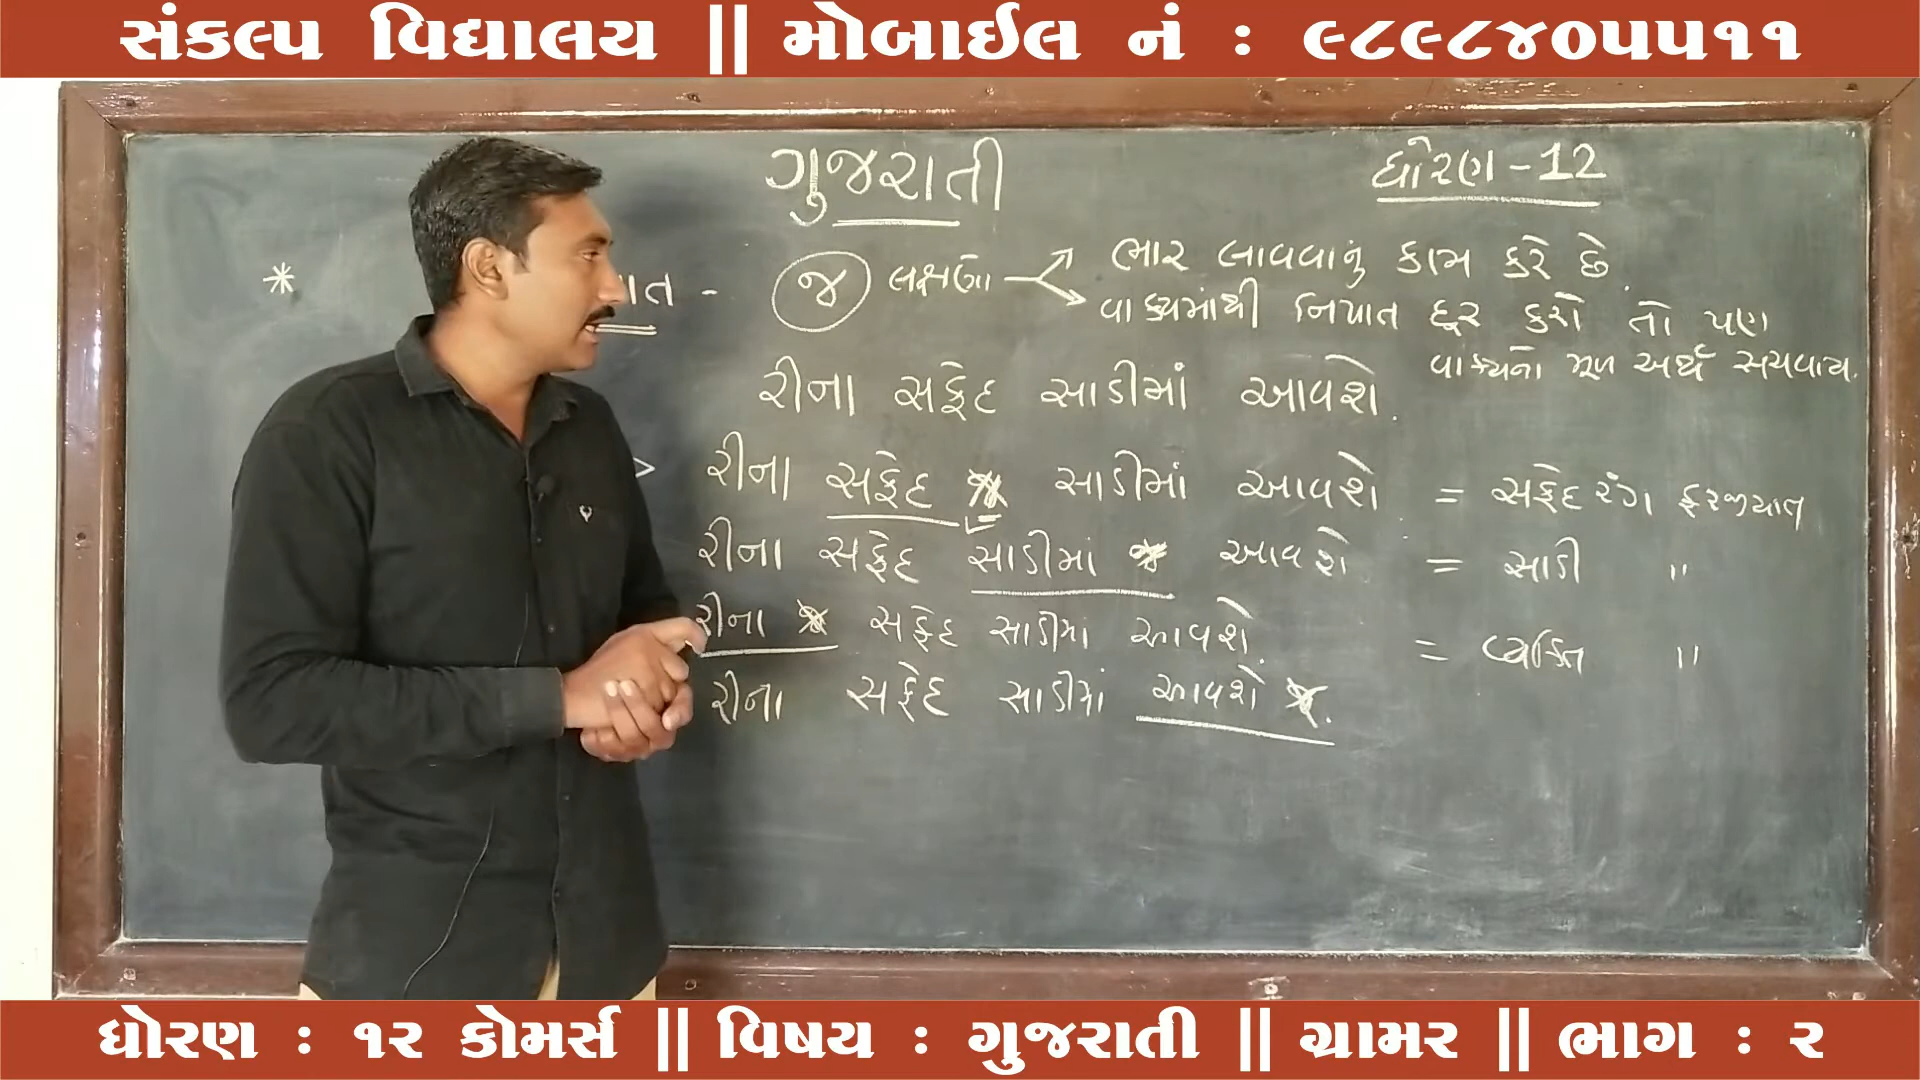 સંકલ્પ વિદ્યાલય || મોબાઈલ નં : ૯૮૯૮૪૦૫૫૧૧
ગુજરાતી
ધોરણ - 12
* પાત - જ લક્ષણો
ભાર લાવવાનું કામ કરે છે.
વાક્યમાંથી નિપાત દૂર કરો તો પણ
વાક્યનો મૂળ અર્થ સચવાય.
રીના સફેદ સાડીમાં આવશે.
> રીના સફેદ સાડીમાં આવશે = સફેદ રંગ ફરજીયાત
રીના સફેદ સાડીમાં આવશે = સાડી "
રીના સફેદ સાડીમાં આવશે. = વ્યક્તિ "
રીના સફેદ સાડીમાં આવશે .
ધોરણ : ૧૨ કોમર્સ || વિષય : ગુજરાતી || ગ્રામર || ભાગ : ૨